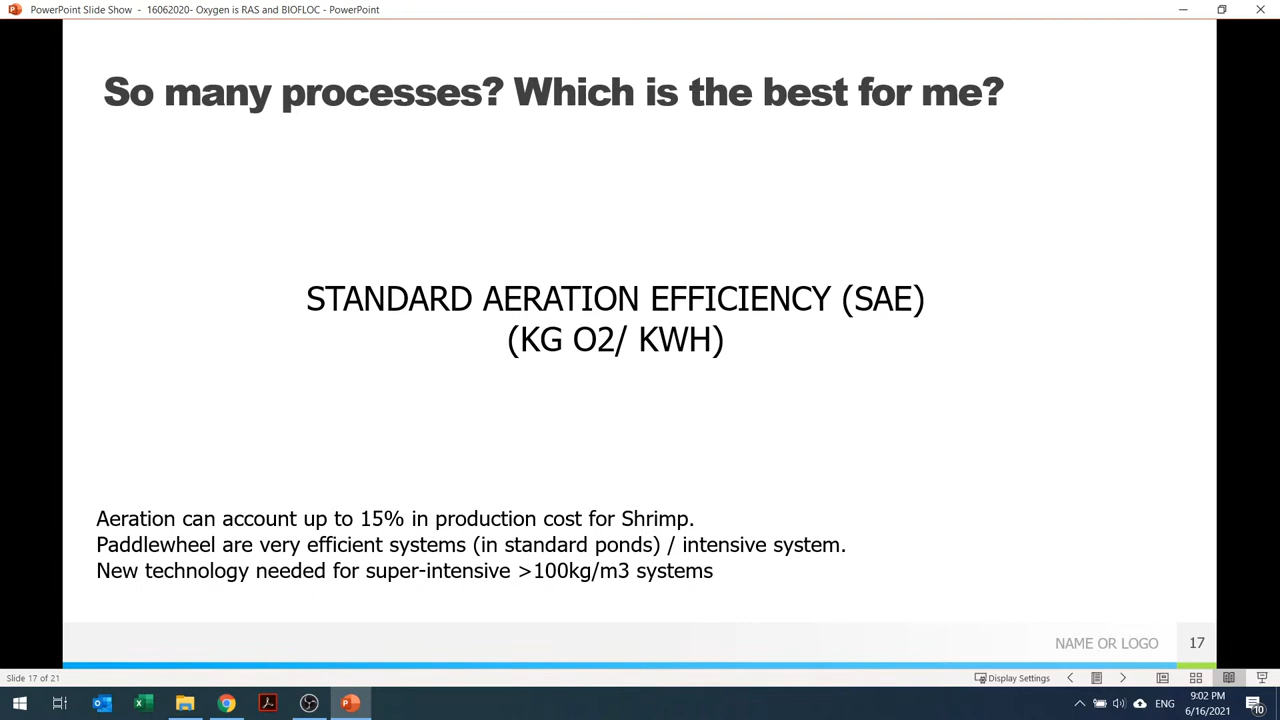 PowerPoint Slide Show - 16062020- Oxygen is RAS and BIOFLOC - PowerPoint
So many processes? Which is the best for me?
STANDARD AERATION EFFICIENCY (SAE)
(KG O2/ KWH)
Aeration can account up to 15% in production cost for Shrimp.
Paddlewheel are very efficient systems (in standard ponds) / intensive system.
New technology needed for super-intensive >100kg/m3 systems
NAME OR LOGO 17
Slide 17 of 21 Display Settings
ENG 9:02 PM
6/16/2021 10